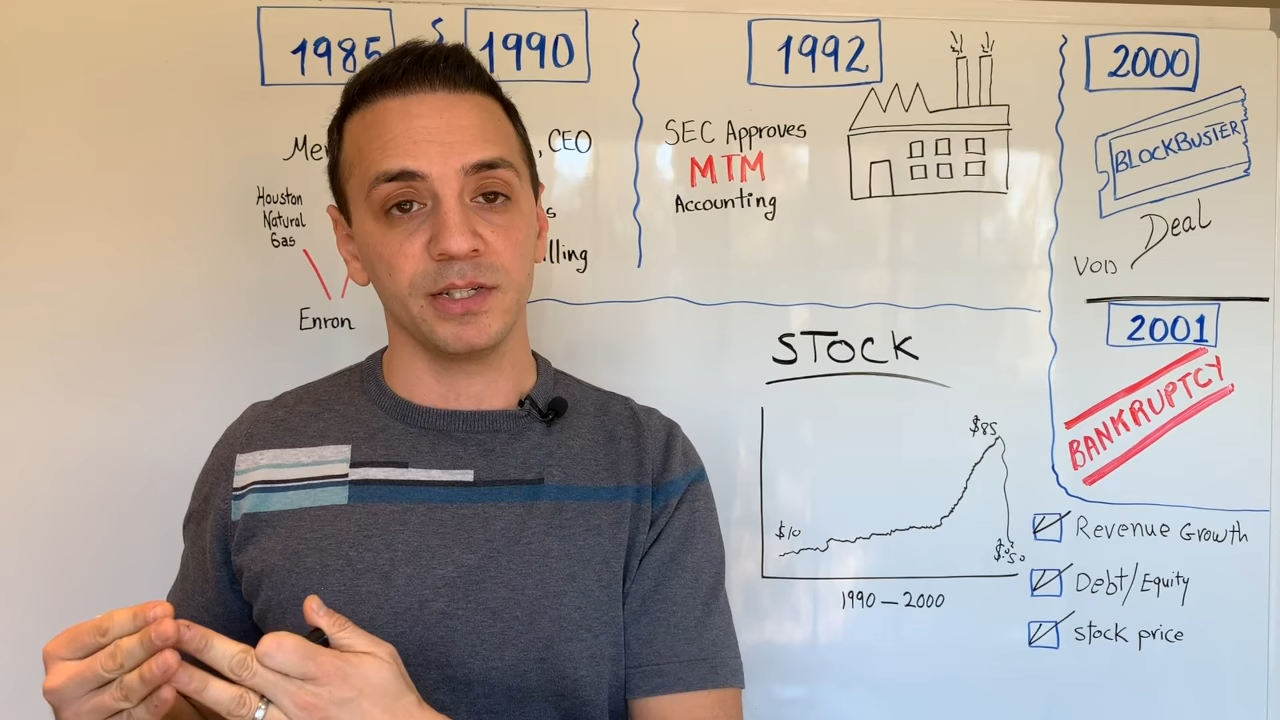 1985
1990
, CEO
Houston
Natural
Gas
Enron
1992
SEC Approves
MTM
Accounting
2000
BLOCKBUSTER
Deal
VOD
2001
BANKRUPTCY
STOCK
$85
$10
1990 — 2000
Revenue Growth
Debt/Equity
Stock price